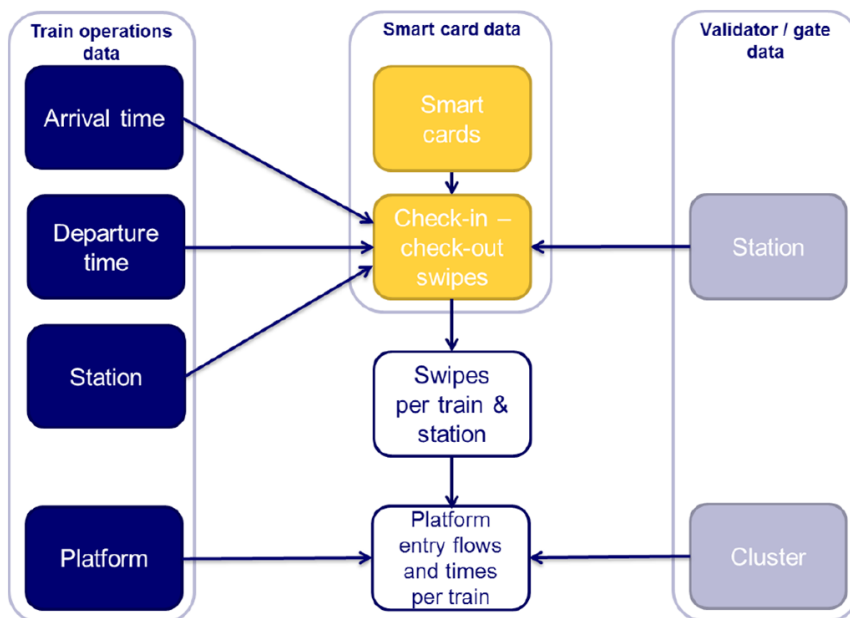 Train operations
data
Arrival time
Departure
time
Station
Platform
Smart card data
Smart
cards
Check-in –
check-out
swipes
Swipes
per train &
station
Platform
entry flows
and times
per train
Validator / gate
data
Station
Cluster